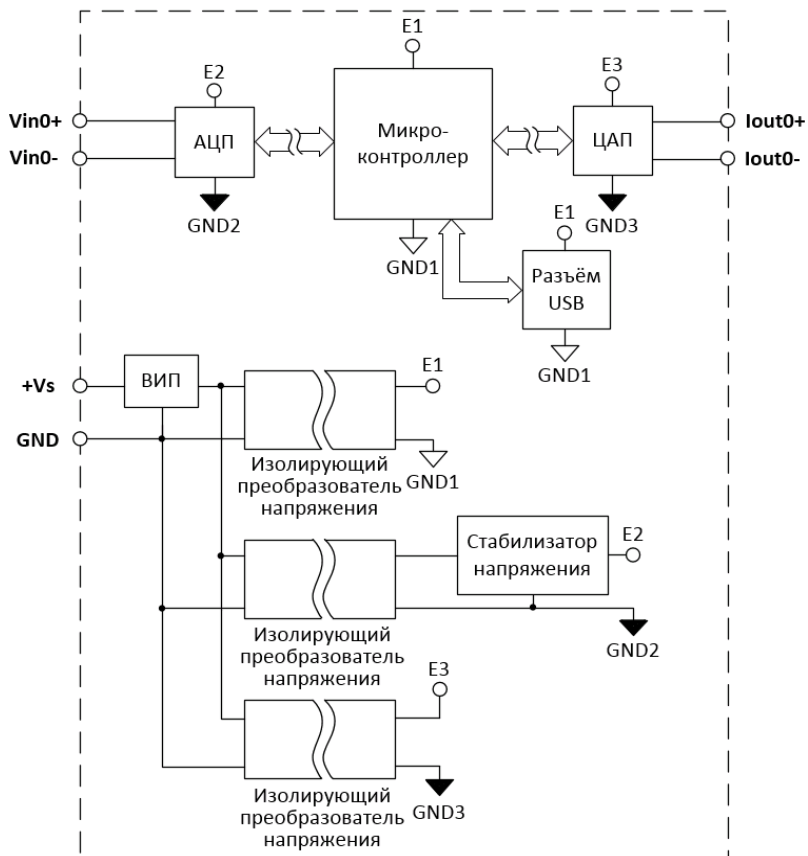 E1
E2
E3
Vin0+
Vin0-
АЦП
Микро-
контроллер
ЦАП
Iout0+
Iout0-
GND2
GND1
GND3
E1
Разъём
USB
GND1
+Vs
ВИП
E1
GND
GND1
Изолирующий
преобразователь
напряжения
Стабилизатор
напряжения
E2
GND2
Изолирующий
преобразователь
напряжения
E3
GND3
Изолирующий
преобразователь
напряжения